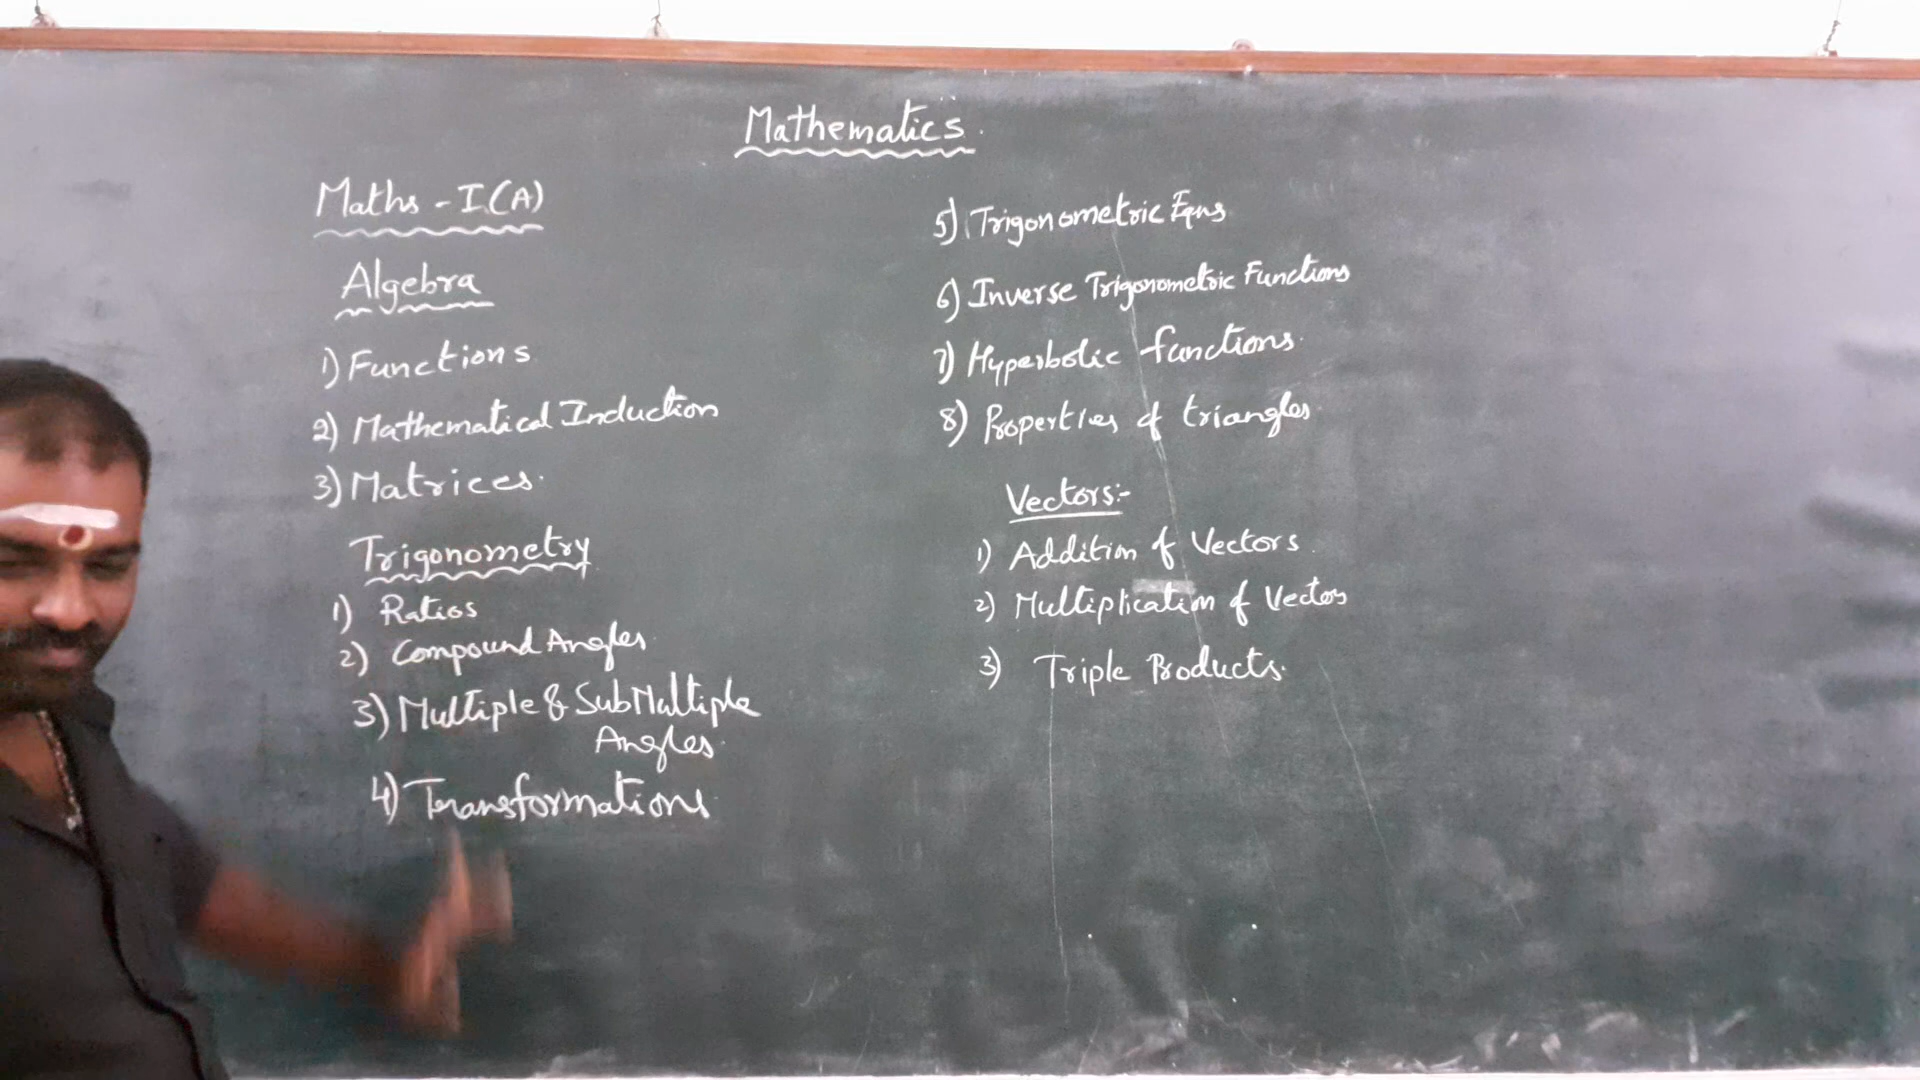 Mathematics.
Maths - I(A)
Algebra
1) Functions
2) Mathematical Induction
3) Matrices.
Trigonometry
1) Ratios
2) Compound Angles.
3) Multiple & SubMultiple
Angles.
4) Transformations
5) Trigonometric Eqns
6) Inverse Trigonometric Functions
7) Hyperbolic functions.
8) Properties of triangles.
Vectors:-
1) Addition of Vectors.
2) Multiplication of Vectors
3) Triple Products.